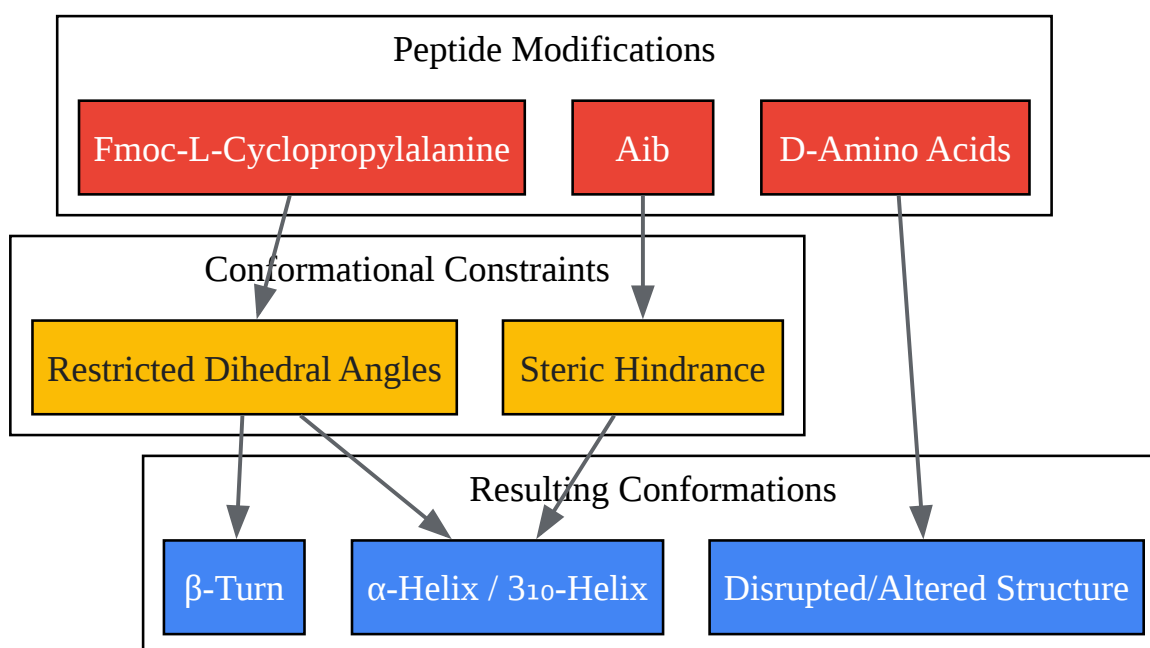 Peptide Modifications
Fmoc-L-Cyclopropylalanine
Aib
D-Amino Acids
Conformational Constraints
Restricted Dihedral Angles
Steric Hindrance
Resulting Conformations
β-Turn
α-Helix / 3₁₀-Helix
Disrupted/Altered Structure